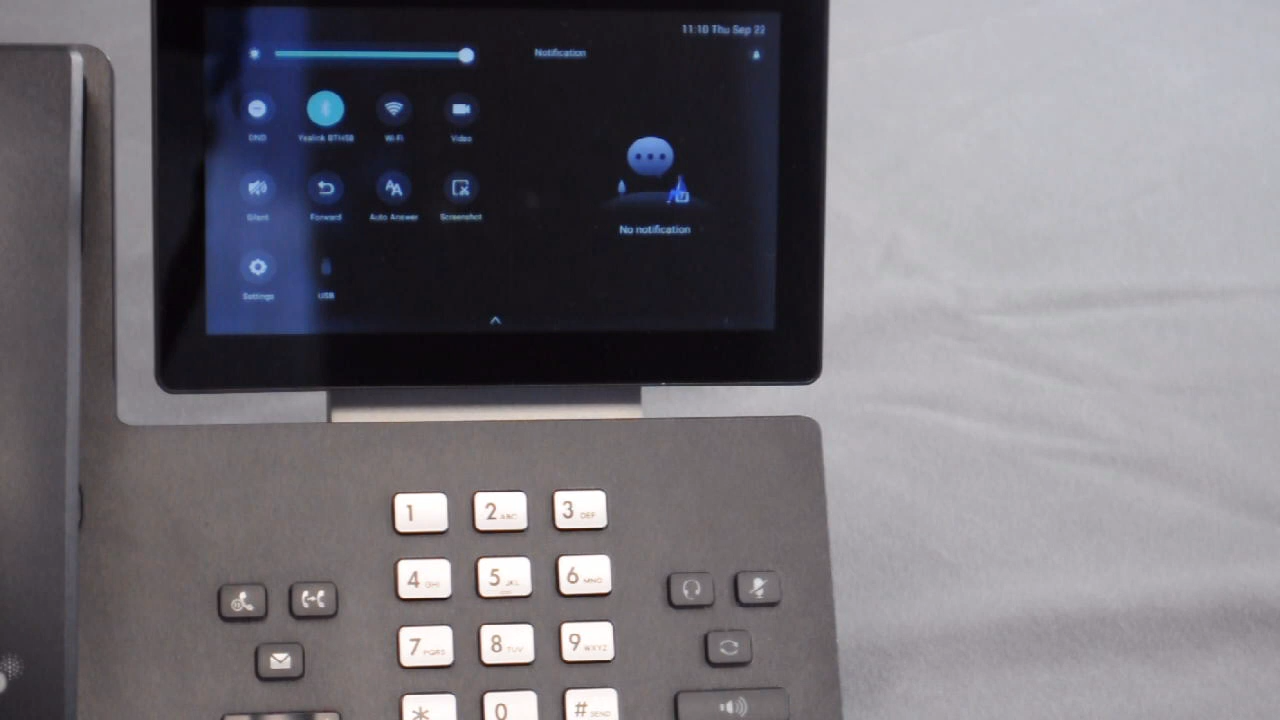 11:10 Thu Sep 22
Notification
DND
Yealink BTH58
Wi-Fi
Video
Silent
Forward
Auto Answer
Screenshot
No notification
Settings
USB
1
2 ABC
3 DEF
4 GHI
5 JKL
6 MNO
7 PQRS
8 TUV
9 WXYZ
*
0
# SEND